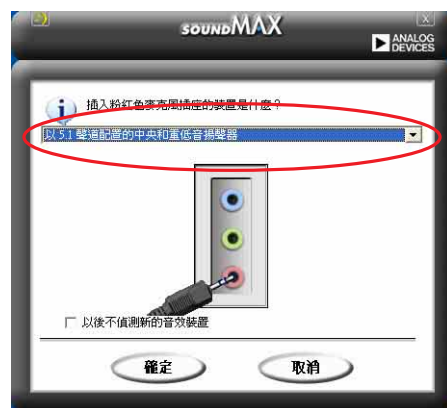 soundMAX
ANALOG
DEVICES
插入粉紅色麥克風插座的裝置是什麼？
以 5.1 聲道配置的中央和重低音揚聲器
以後不偵測新的音效裝置
確定
取消